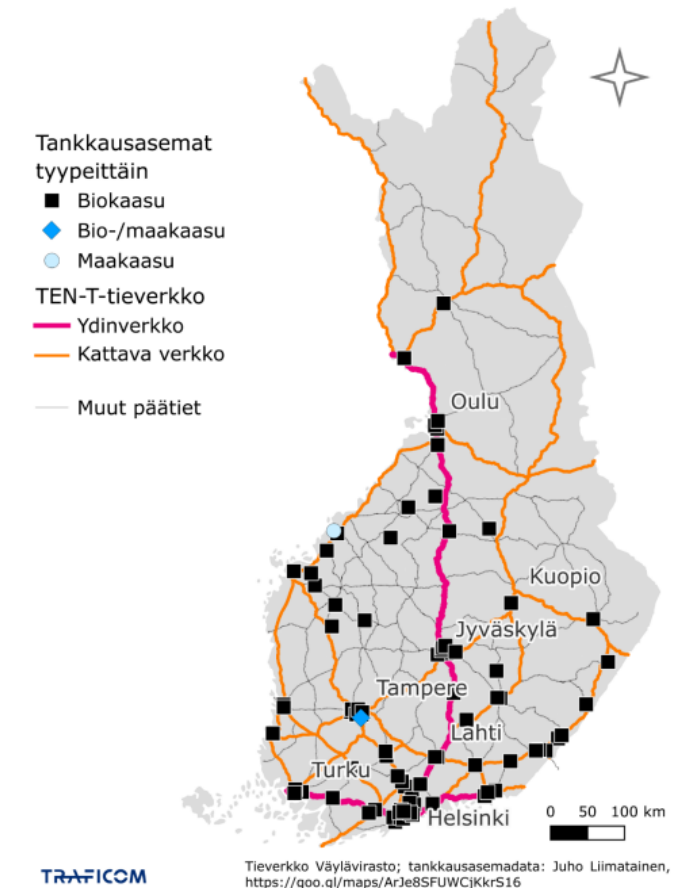 Tankkausasemat
tyypeittäin
Biokaasu
Bio-/maakaasu
Maakaasu
TEN-T-tieverkko
Ydinverkko
Kattava verkko
Muut päätiet
Oulu
Kuopio
Jyväskylä
Tampere
Lahti
Turku
Helsinki
0 50 100 km
TRAFICOM
Tieverkko Väylävirasto; tankkausasemadata: Juho Liimatainen,
https://goo.gl/maps/ArJe8SFUWCjKkrS16